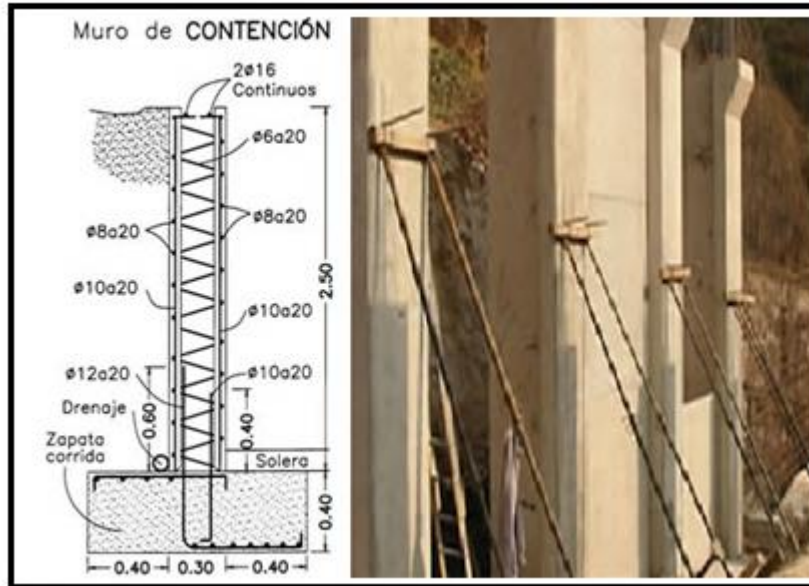 Muro de CONTENCIÓN
2ø16
Continuos
ø6a20
ø8a20
ø8a20
2.50
ø10a20
ø10a20
ø12a20
ø10a20
Drenaje
0.60
0.40
Zapata
corrida
Solera
0.40
0.40
0.30
0.40